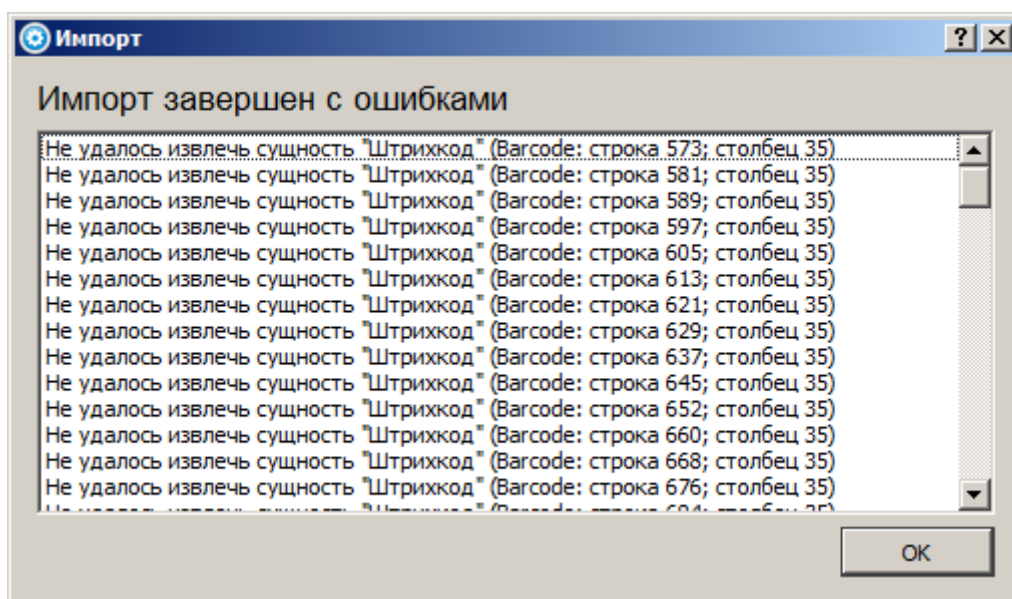 Импорт
Импорт завершен с ошибками
Не удалось извлечь сущность "Штрихкод" (Barcode: строка 573; столбец 35)
Не удалось извлечь сущность "Штрихкод" (Barcode: строка 581; столбец 35)
Не удалось извлечь сущность "Штрихкод" (Barcode: строка 589; столбец 35)
Не удалось извлечь сущность "Штрихкод" (Barcode: строка 597; столбец 35)
Не удалось извлечь сущность "Штрихкод" (Barcode: строка 605; столбец 35)
Не удалось извлечь сущность "Штрихкод" (Barcode: строка 613; столбец 35)
Не удалось извлечь сущность "Штрихкод" (Barcode: строка 621; столбец 35)
Не удалось извлечь сущность "Штрихкод" (Barcode: строка 629; столбец 35)
Не удалось извлечь сущность "Штрихкод" (Barcode: строка 637; столбец 35)
Не удалось извлечь сущность "Штрихкод" (Barcode: строка 645; столбец 35)
Не удалось извлечь сущность "Штрихкод" (Barcode: строка 652; столбец 35)
Не удалось извлечь сущность "Штрихкод" (Barcode: строка 660; столбец 35)
Не удалось извлечь сущность "Штрихкод" (Barcode: строка 668; столбец 35)
Не удалось извлечь сущность "Штрихкод" (Barcode: строка 676; столбец 35)
OK